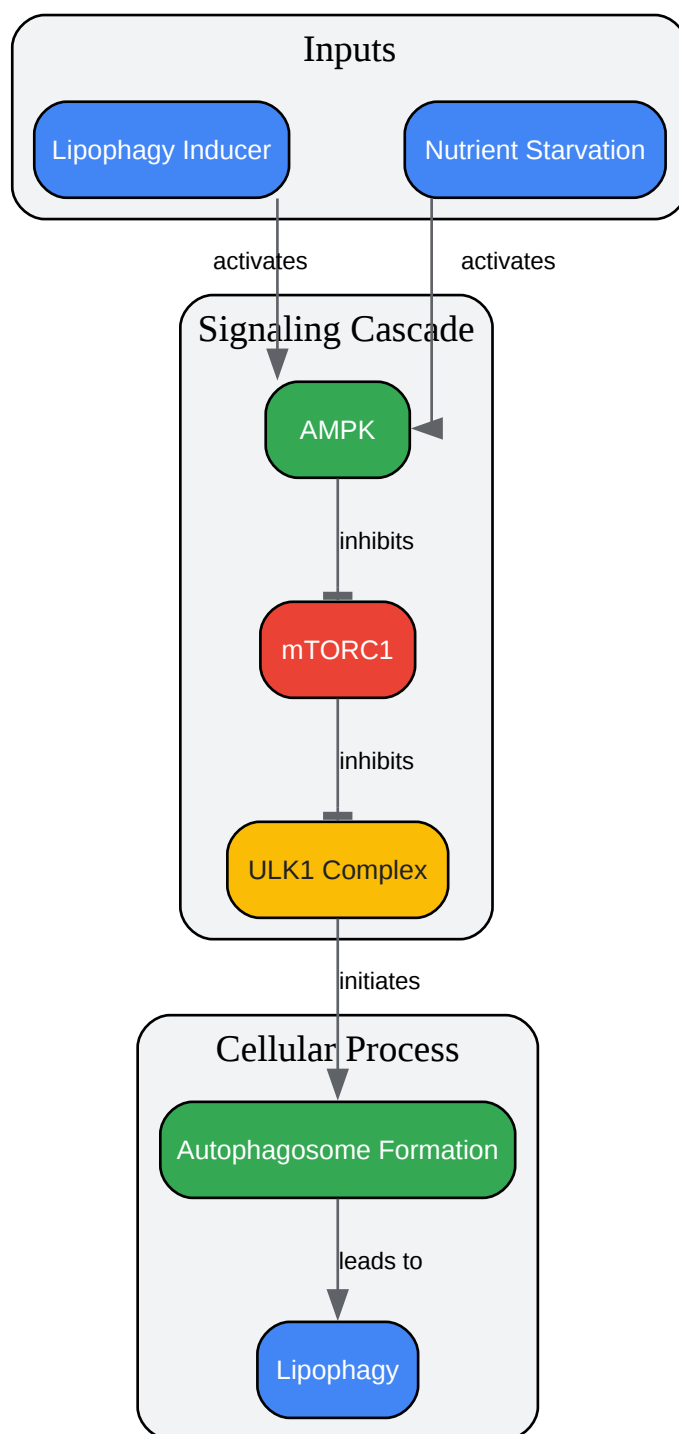 Inputs
Lipophagy Inducer
Nutrient Starvation
activates
activates
Signaling Cascade
AMPK
inhibits
mTORC1
inhibits
ULK1 Complex
initiates
Cellular Process
Autophagosome Formation
leads to
Lipophagy